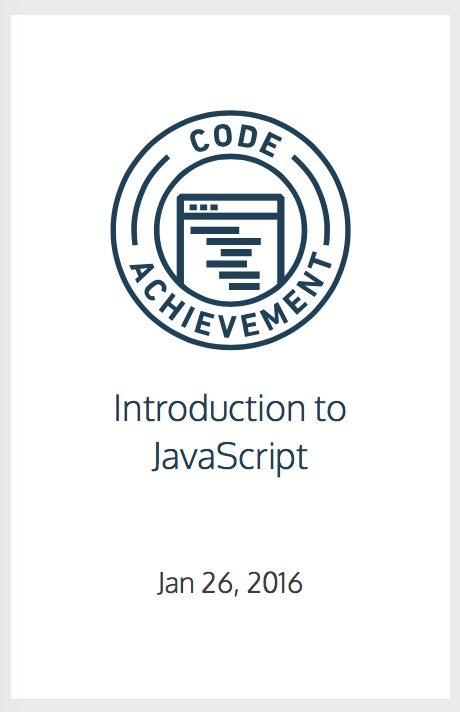 CODE
ACHIEVEMENT
Introduction to
JavaScript
Jan 26, 2016